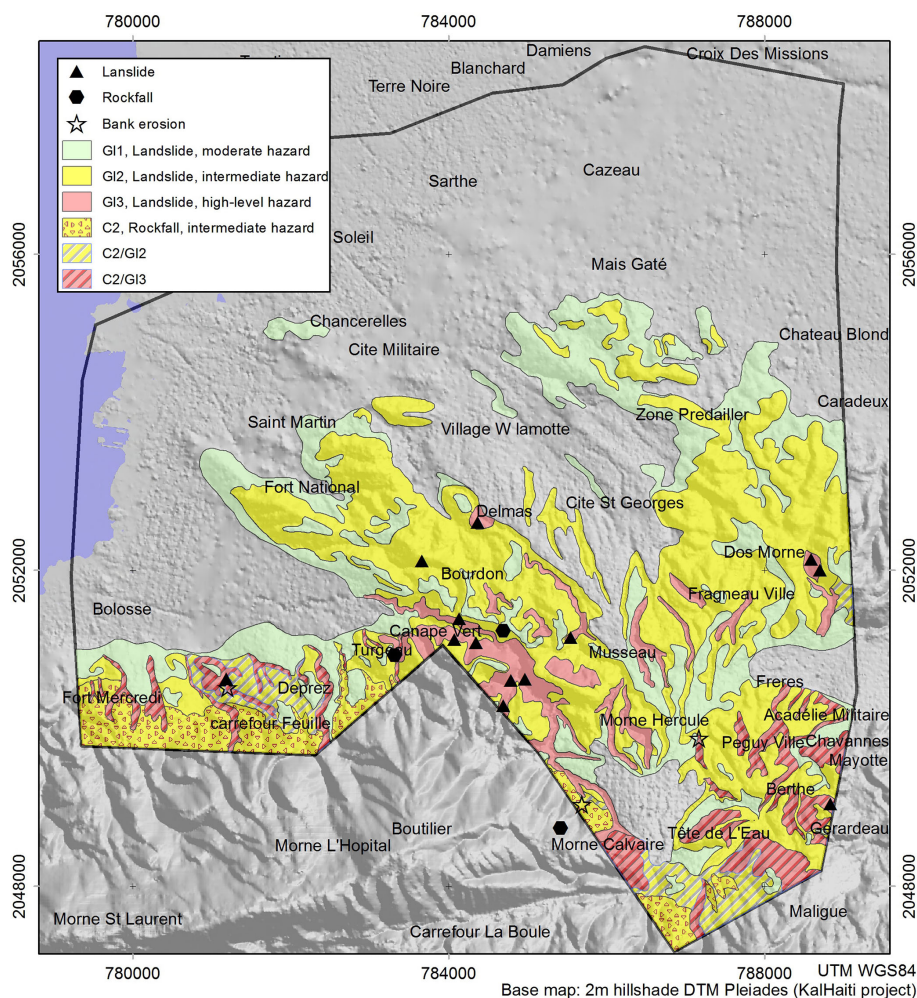 780000
784000
788000
Damiens
Croix Des Missions
Blanchard
Terre Noire
Lanslide
Rockfall
Bank erosion
GI1, Landslide, moderate hazard
GI2, Landslide, intermediate hazard
GI3, Landslide, high-level hazard
C2, Rockfall, intermediate hazard
C2/GI2
C2/GI3
Cazeau
Sarthe
Soleil
2056000
2056000
Mais Gaté
Chancerelles
Chateau Blond
Cite Militaire
Caradeux
Zone Predailler
Saint Martin
Village W lamotte
Fort National
Cite St Georges
Delmas
2052000
2052000
Dos Morne
Bourdon
Fragneau Ville
Bolosse
Canape Vert
Turgeau
Musseau
Freres
Deprez
Fort Mercredi
Acadélie Militaire
carrefour Feuille
Morne Hercule
Peguy Ville
Chavannes
Mayotte
Berthe
Boutilier
Tête de L'Eau
Gerardeau
Morne L'Hopital
Morne Calvaire
2048000
2048000
Maligue
Morne St Laurent
Carrefour La Boule
780000
784000
788000
UTM WGS84
Base map: 2m hillshade DTM Pleiades (KalHaiti project)